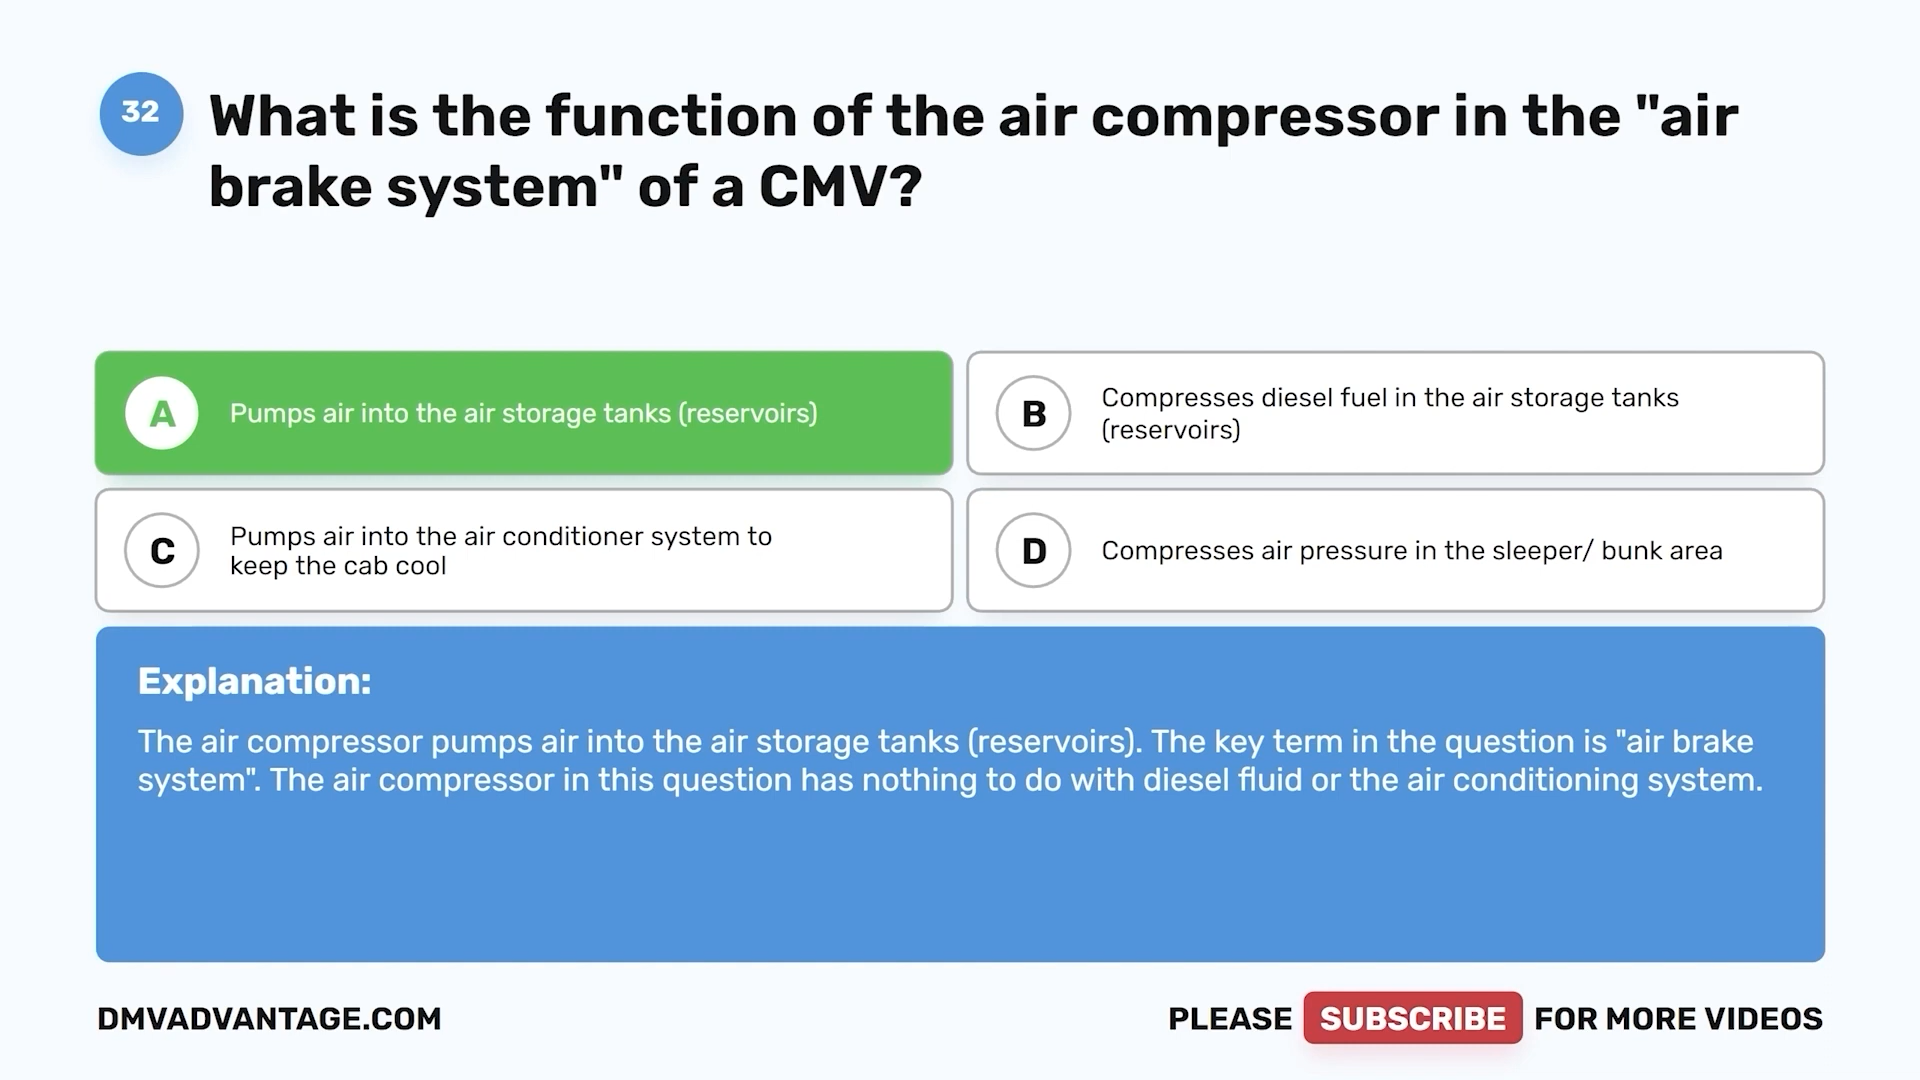 32
What is the function of the air compressor in the "air
brake system" of a CMV?
A
Pumps air into the air storage tanks (reservoirs)
B
Compresses diesel fuel in the air storage tanks
(reservoirs)
C
Pumps air into the air conditioner system to
keep the cab cool
D
Compresses air pressure in the sleeper/ bunk area
Explanation:
The air compressor pumps air into the air storage tanks (reservoirs). The key term in the question is "air brake
system". The air compressor in this question has nothing to do with diesel fluid or the air conditioning system.
DMVADVANTAGE.COM
PLEASE SUBSCRIBE FOR MORE VIDEOS